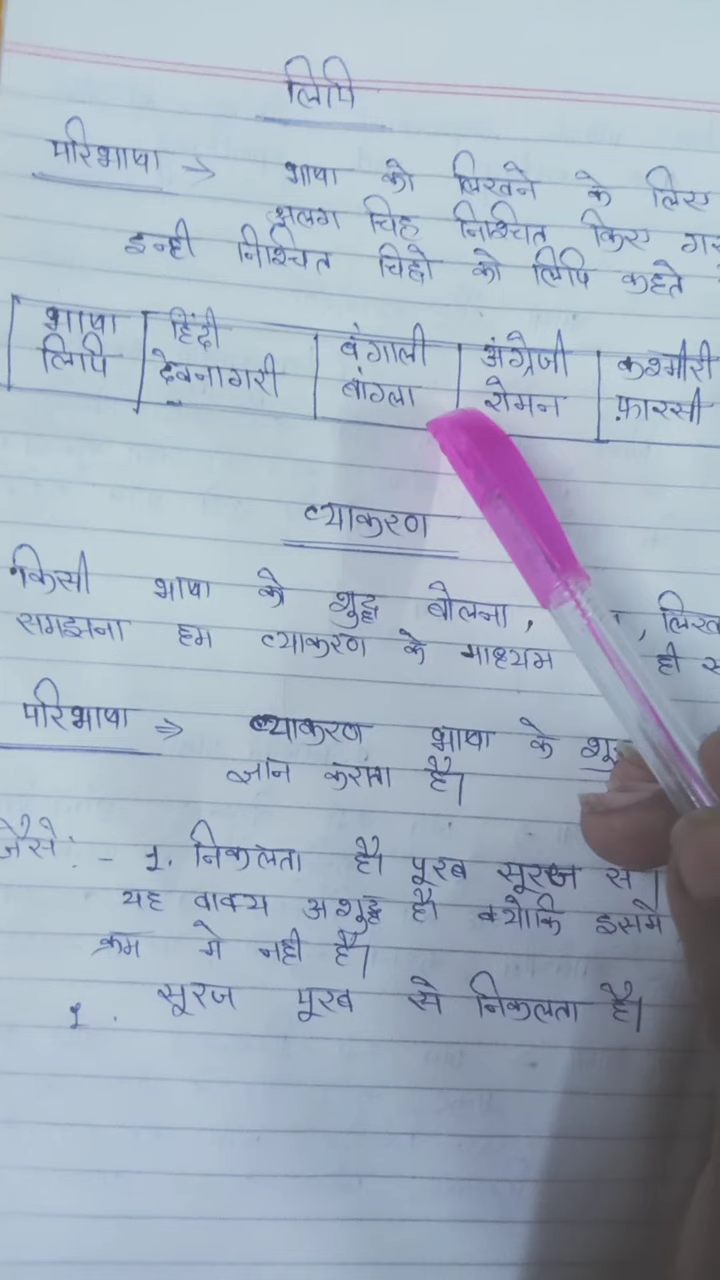 लिपि
परिभाषा → भाषा को लिखने के लिए
अलग चिह्न निश्चित किए
इन्ही निश्चित चिह्नो को लिपि कहते
भाषा हिंदी बंगाली अंग्रेजी कश्मीरी
लिपि देवनागरी बांग्ला रोमन फ़ारसी
व्याकरण
किसी भाषा को शुद्ध बोलना,
समझना हम व्याकरण के माध्यम ही
परिभाषा ⇒ व्याकरण भाषा के
ज्ञान कराता है।
जैसे: - 1. निकलता है। पूरब सूरज से।
यह वाक्य अशुद्ध है। क्योकि इसमे
क्रम मे नही है।
1. सूरज पूरब से निकलता है।